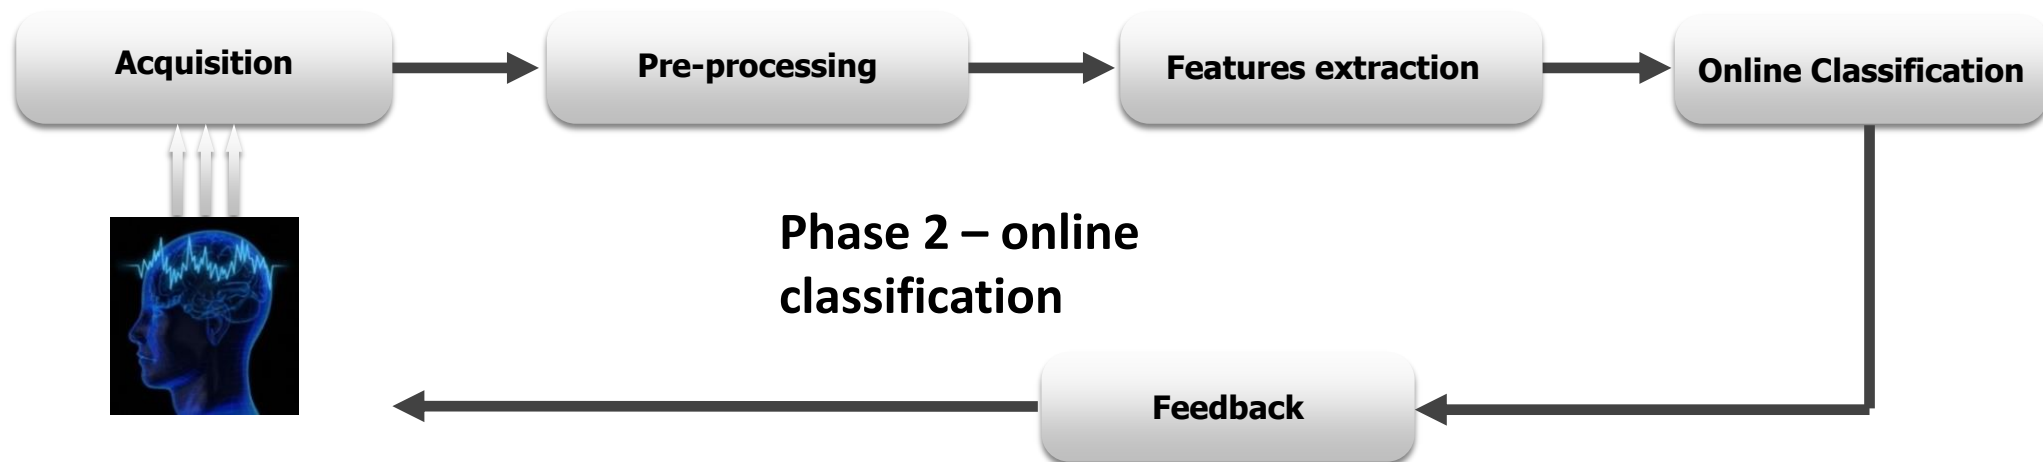 Acquisition
Pre-processing
Features extraction
Online Classification
Phase 2 – online
classification
Feedback